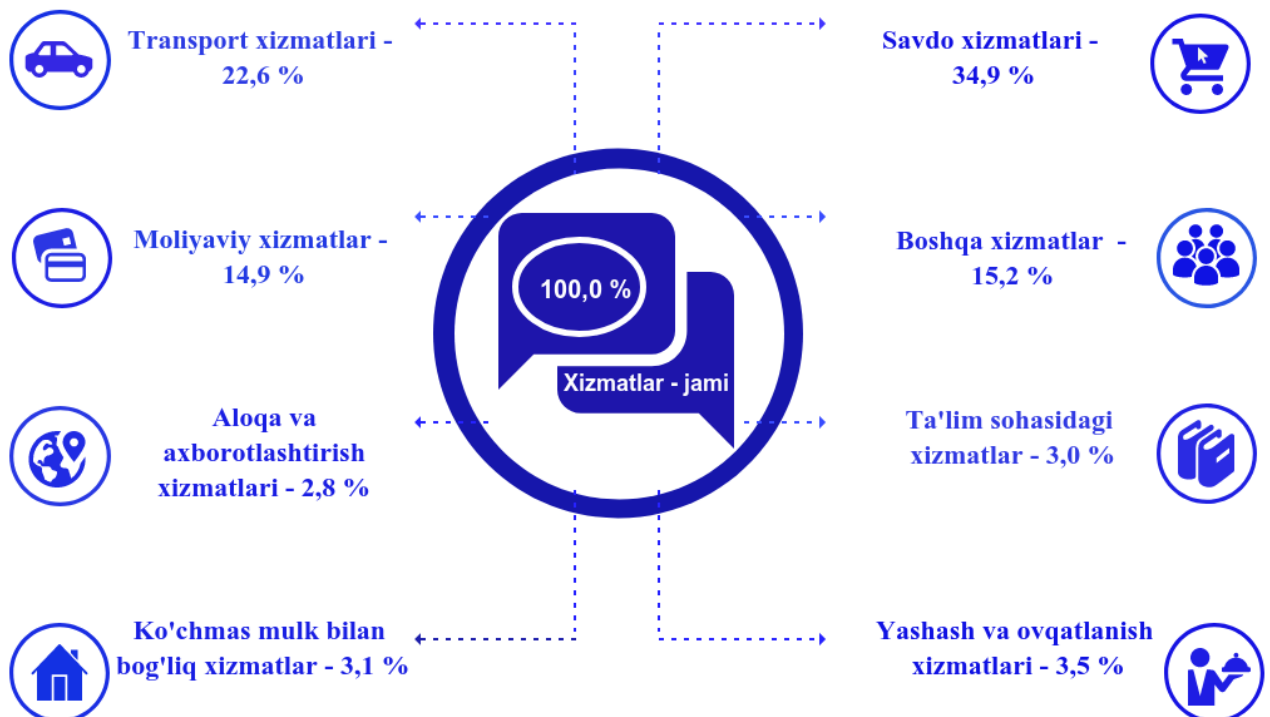 Transport xizmatlari -
22,6 %
Savdo xizmatlari -
34,9 %
Moliyaviy xizmatlar -
14,9 %
Boshqa xizmatlar  -
15,2 %
100,0 %
Xizmatlar - jami
Aloqa va
axborotlashtirish
xizmatlari - 2,8 %
Ta'lim sohasidagi
xizmatlar - 3,0 %
Ko'chmas mulk bilan
bog'liq xizmatlar - 3,1 %
Yashash va ovqatlanish
xizmatlari - 3,5 %